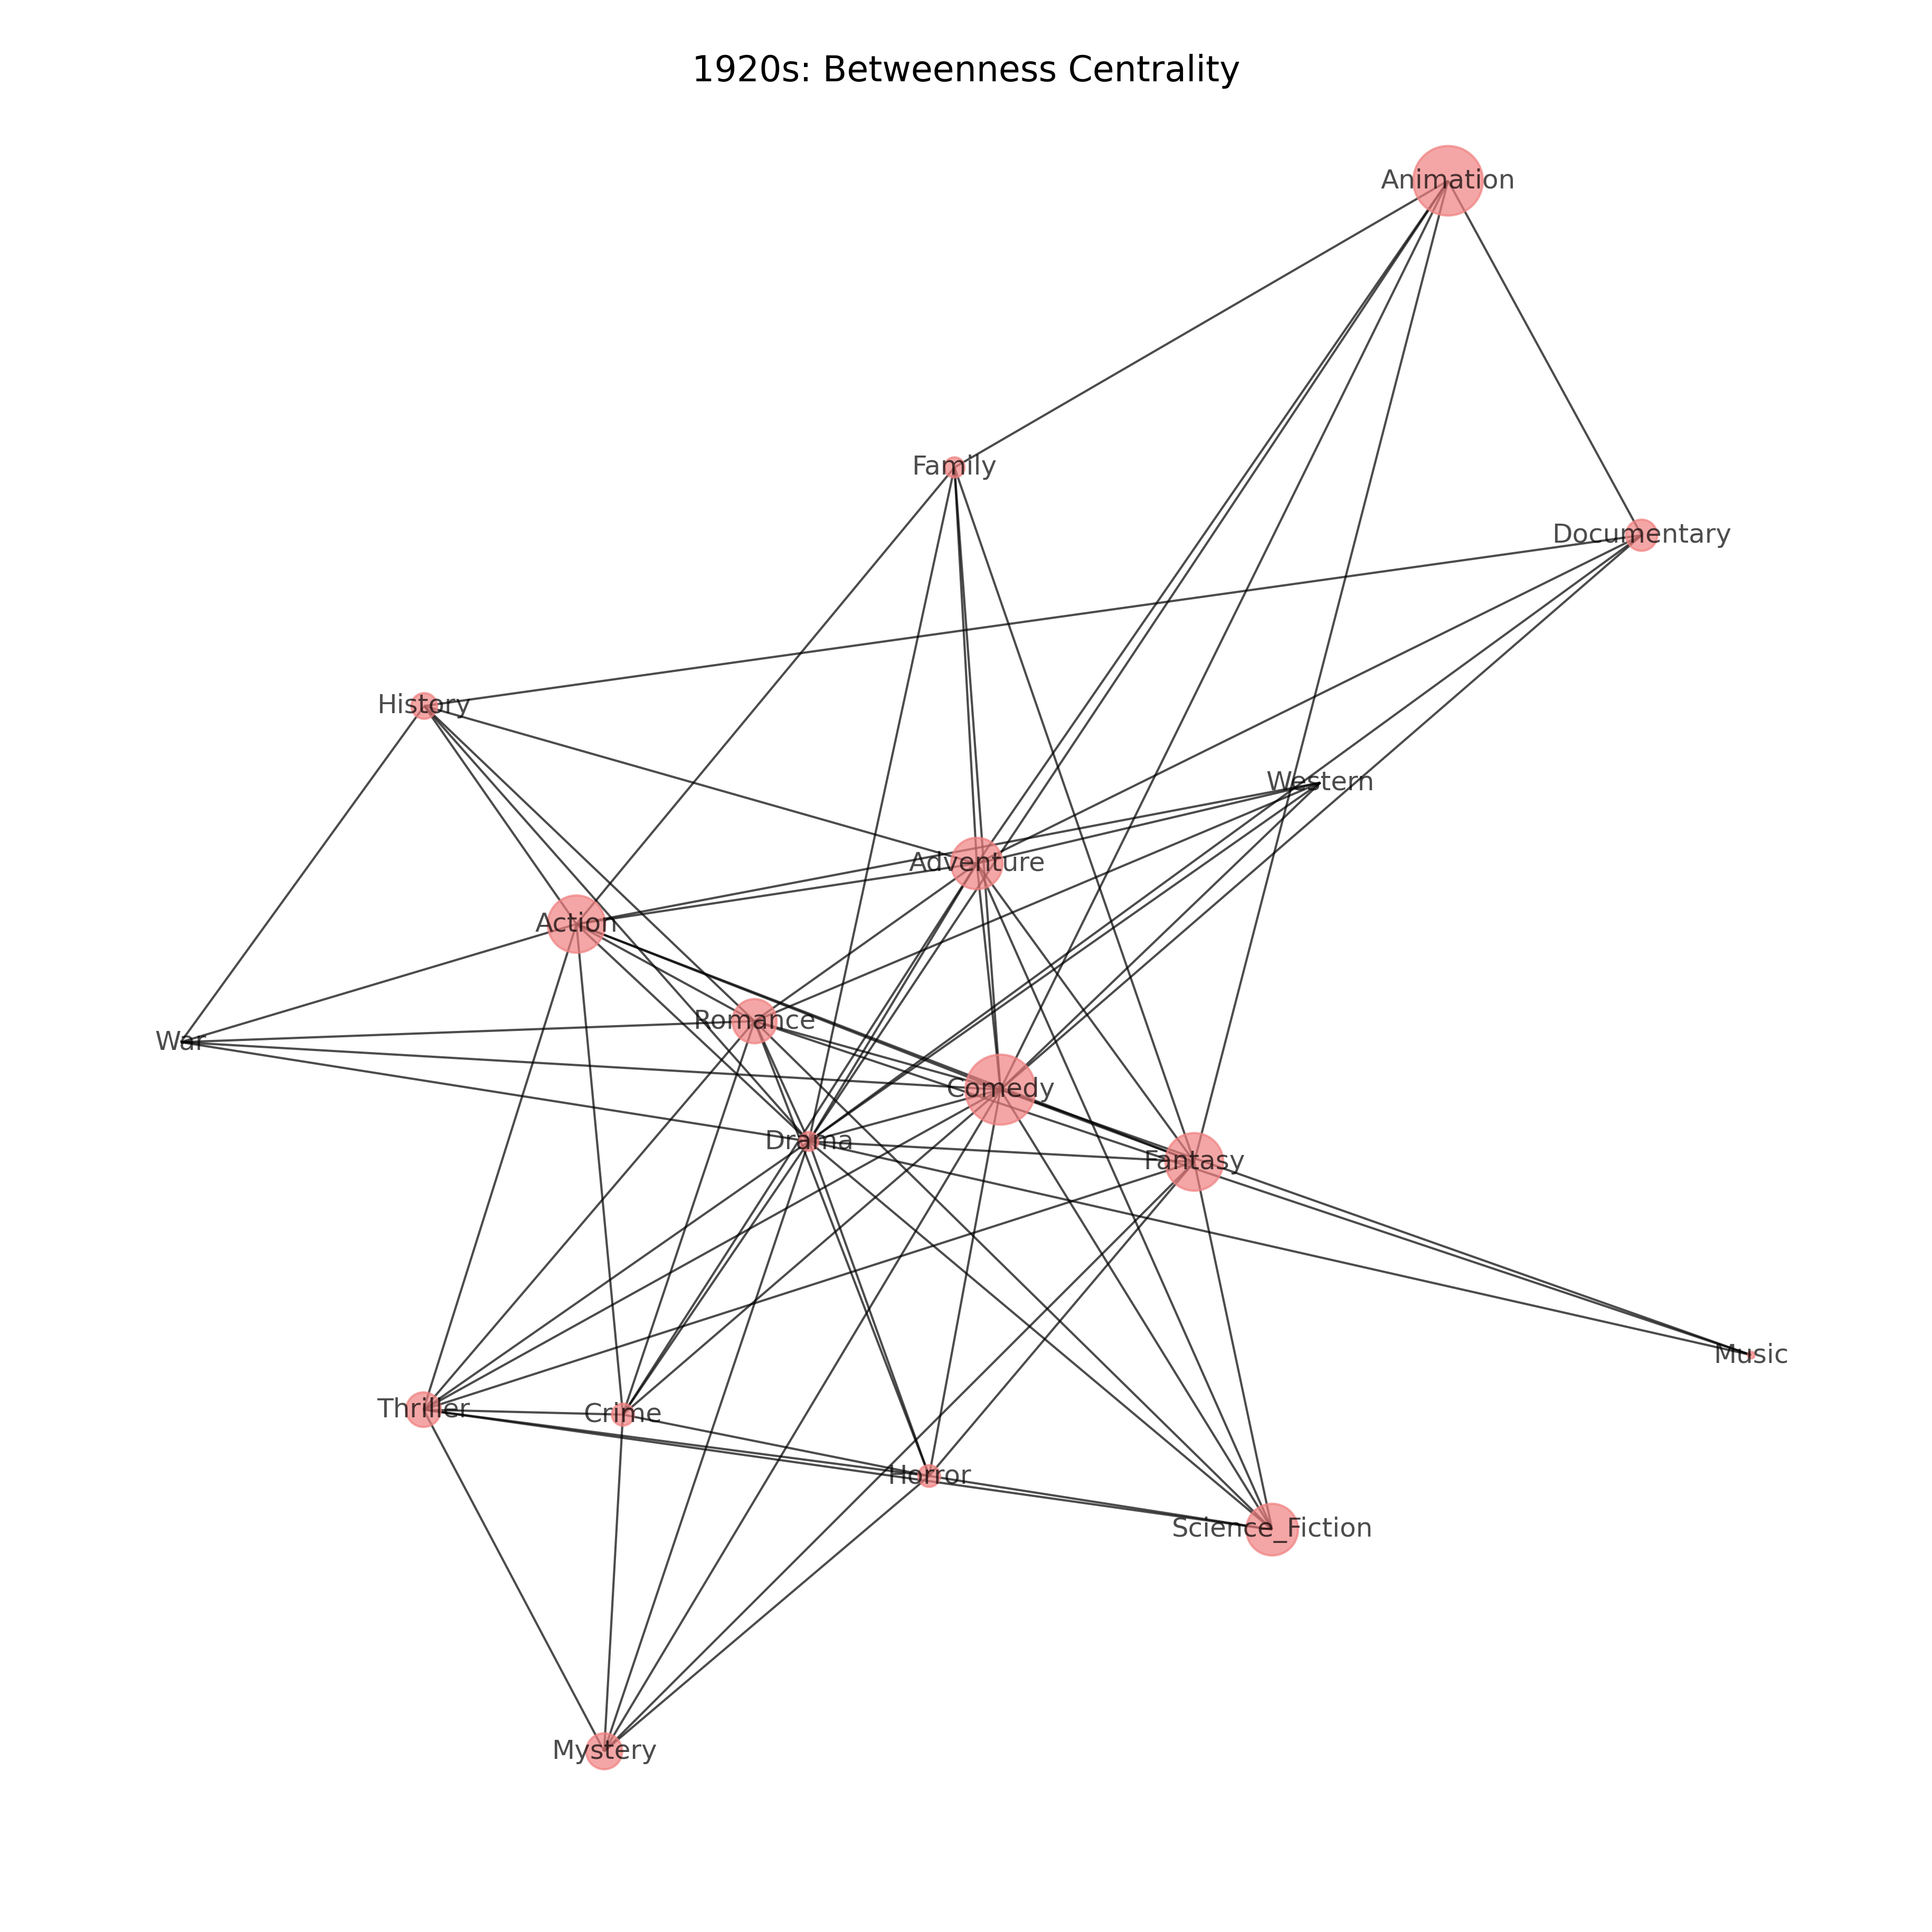 1920s: Betweenness Centrality
Animation
Family
Documentary
History
Western
Adventure
Action
Romance
War
Comedy
Drama
Fantasy
Music
Thriller
Crime
Horror
Science_Fiction
Mystery